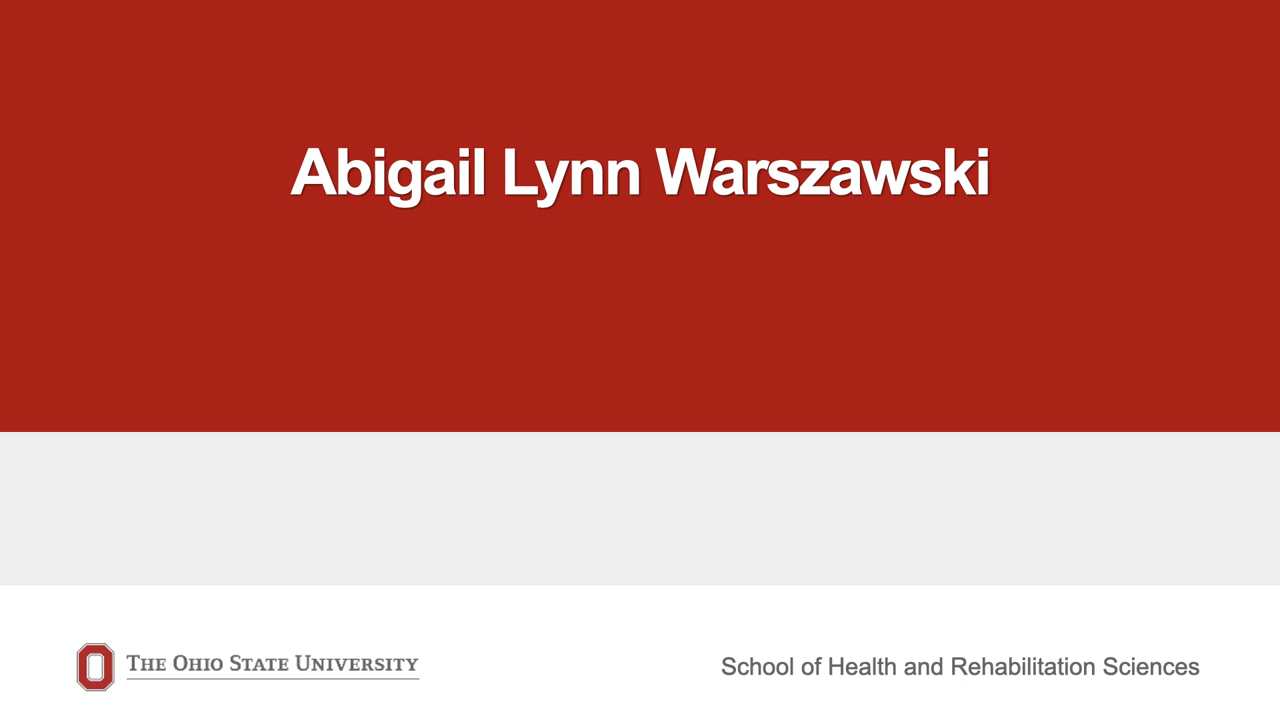 Abigail Lynn Warszawski
THE OHIO STATE UNIVERSITY
School of Health and Rehabilitation Sciences